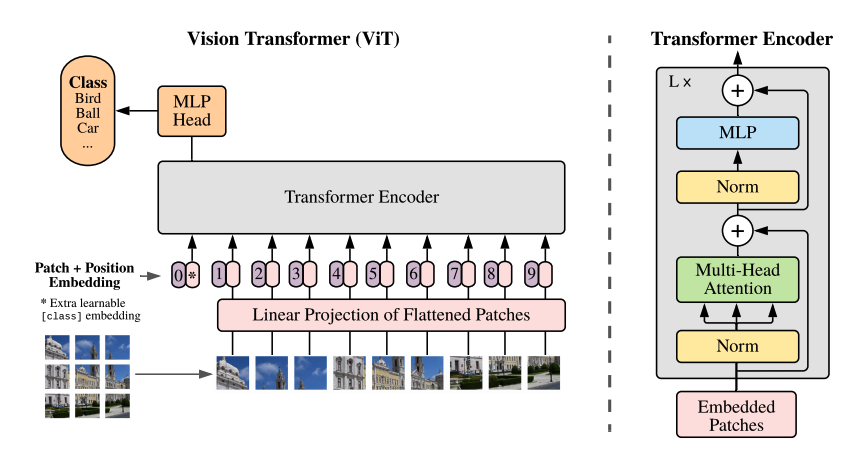 Vision Transformer (ViT)
Class
Bird
Ball
Car
...
MLP
Head
Transformer Encoder
Patch + Position
Embedding
0 * 1 2 3 4 5 6 7 8 9
* Extra learnable
[class] embedding
Linear Projection of Flattened Patches
Transformer Encoder
L ×
+
MLP
Norm
+
Multi-Head
Attention
Norm
Embedded
Patches